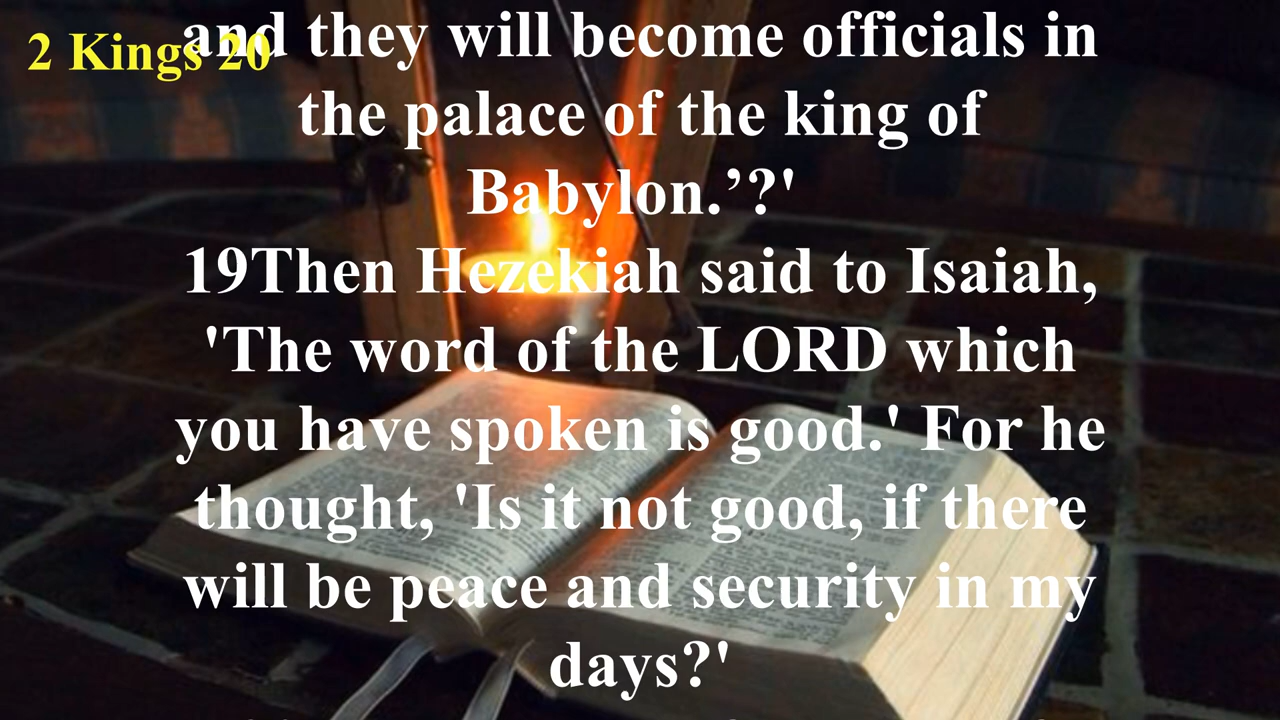 2 Kings 20
and they will become officials in
the palace of the king of
Babylon.’?'
19Then Hezekiah said to Isaiah,
'The word of the LORD which
you have spoken is good.' For he
thought, 'Is it not good, if there
will be peace and security in my
days?'